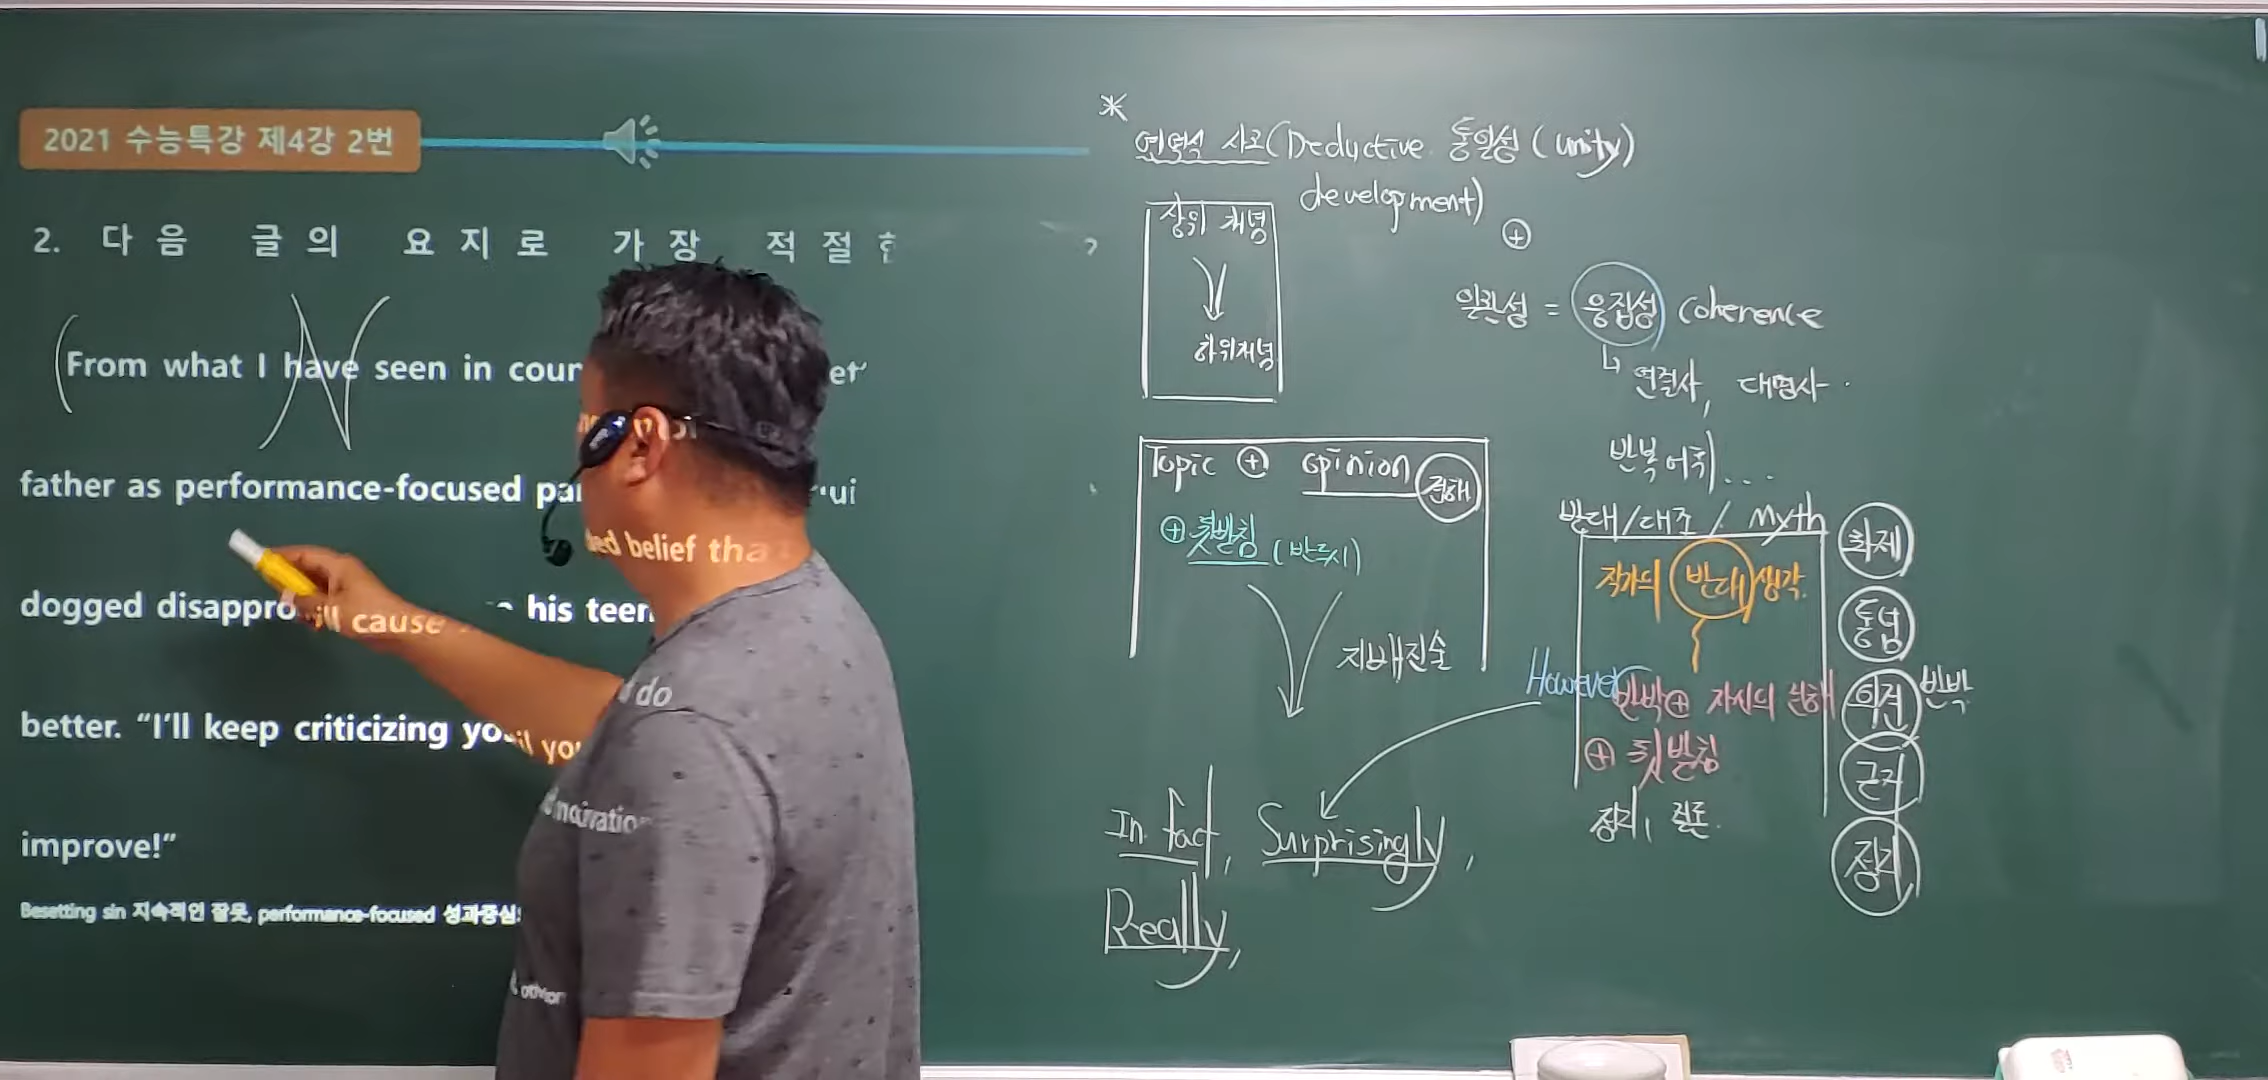 2021 수능특강 제4강 2번
2. 다음 글의 요지로 가장 적절한 ?
From what I have seen in
father as performance-focused
belief that
dogged cause his
better. “I’ll keep criticizing
improve!”
Besetting sin 지속적인 잘못, performance-focused 성과중심
do
*
연역식 사고 (Deductive 통일성 (unity)
development)
상위 개념
하위개념
⊕
일관성 = 응집성 coherence
연결사, 대명사
반복 어휘 ...
Topic ⊕ opinion 견해
⊕ 뒷받침 (반드시)
지배진술
반대/대조 / Myth
작가의 반대 생각
However
반박 ⊕ 자신의 견해
⊕ 뒷받침
정리, 결론
화제
통념
의견 반박
근거
정리
In fact, Surprisingly,
Really,